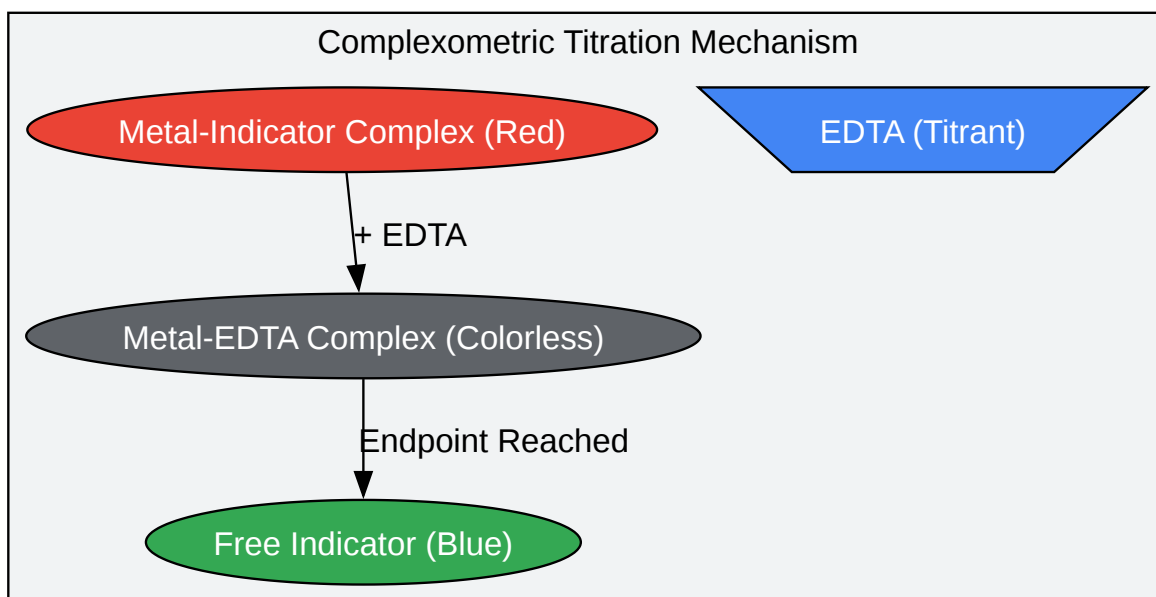 Complexometric Titration Mechanism
Metal-Indicator Complex (Red)
EDTA (Titrant)
+ EDTA
Metal-EDTA Complex (Colorless)
Endpoint Reached
Free Indicator (Blue)